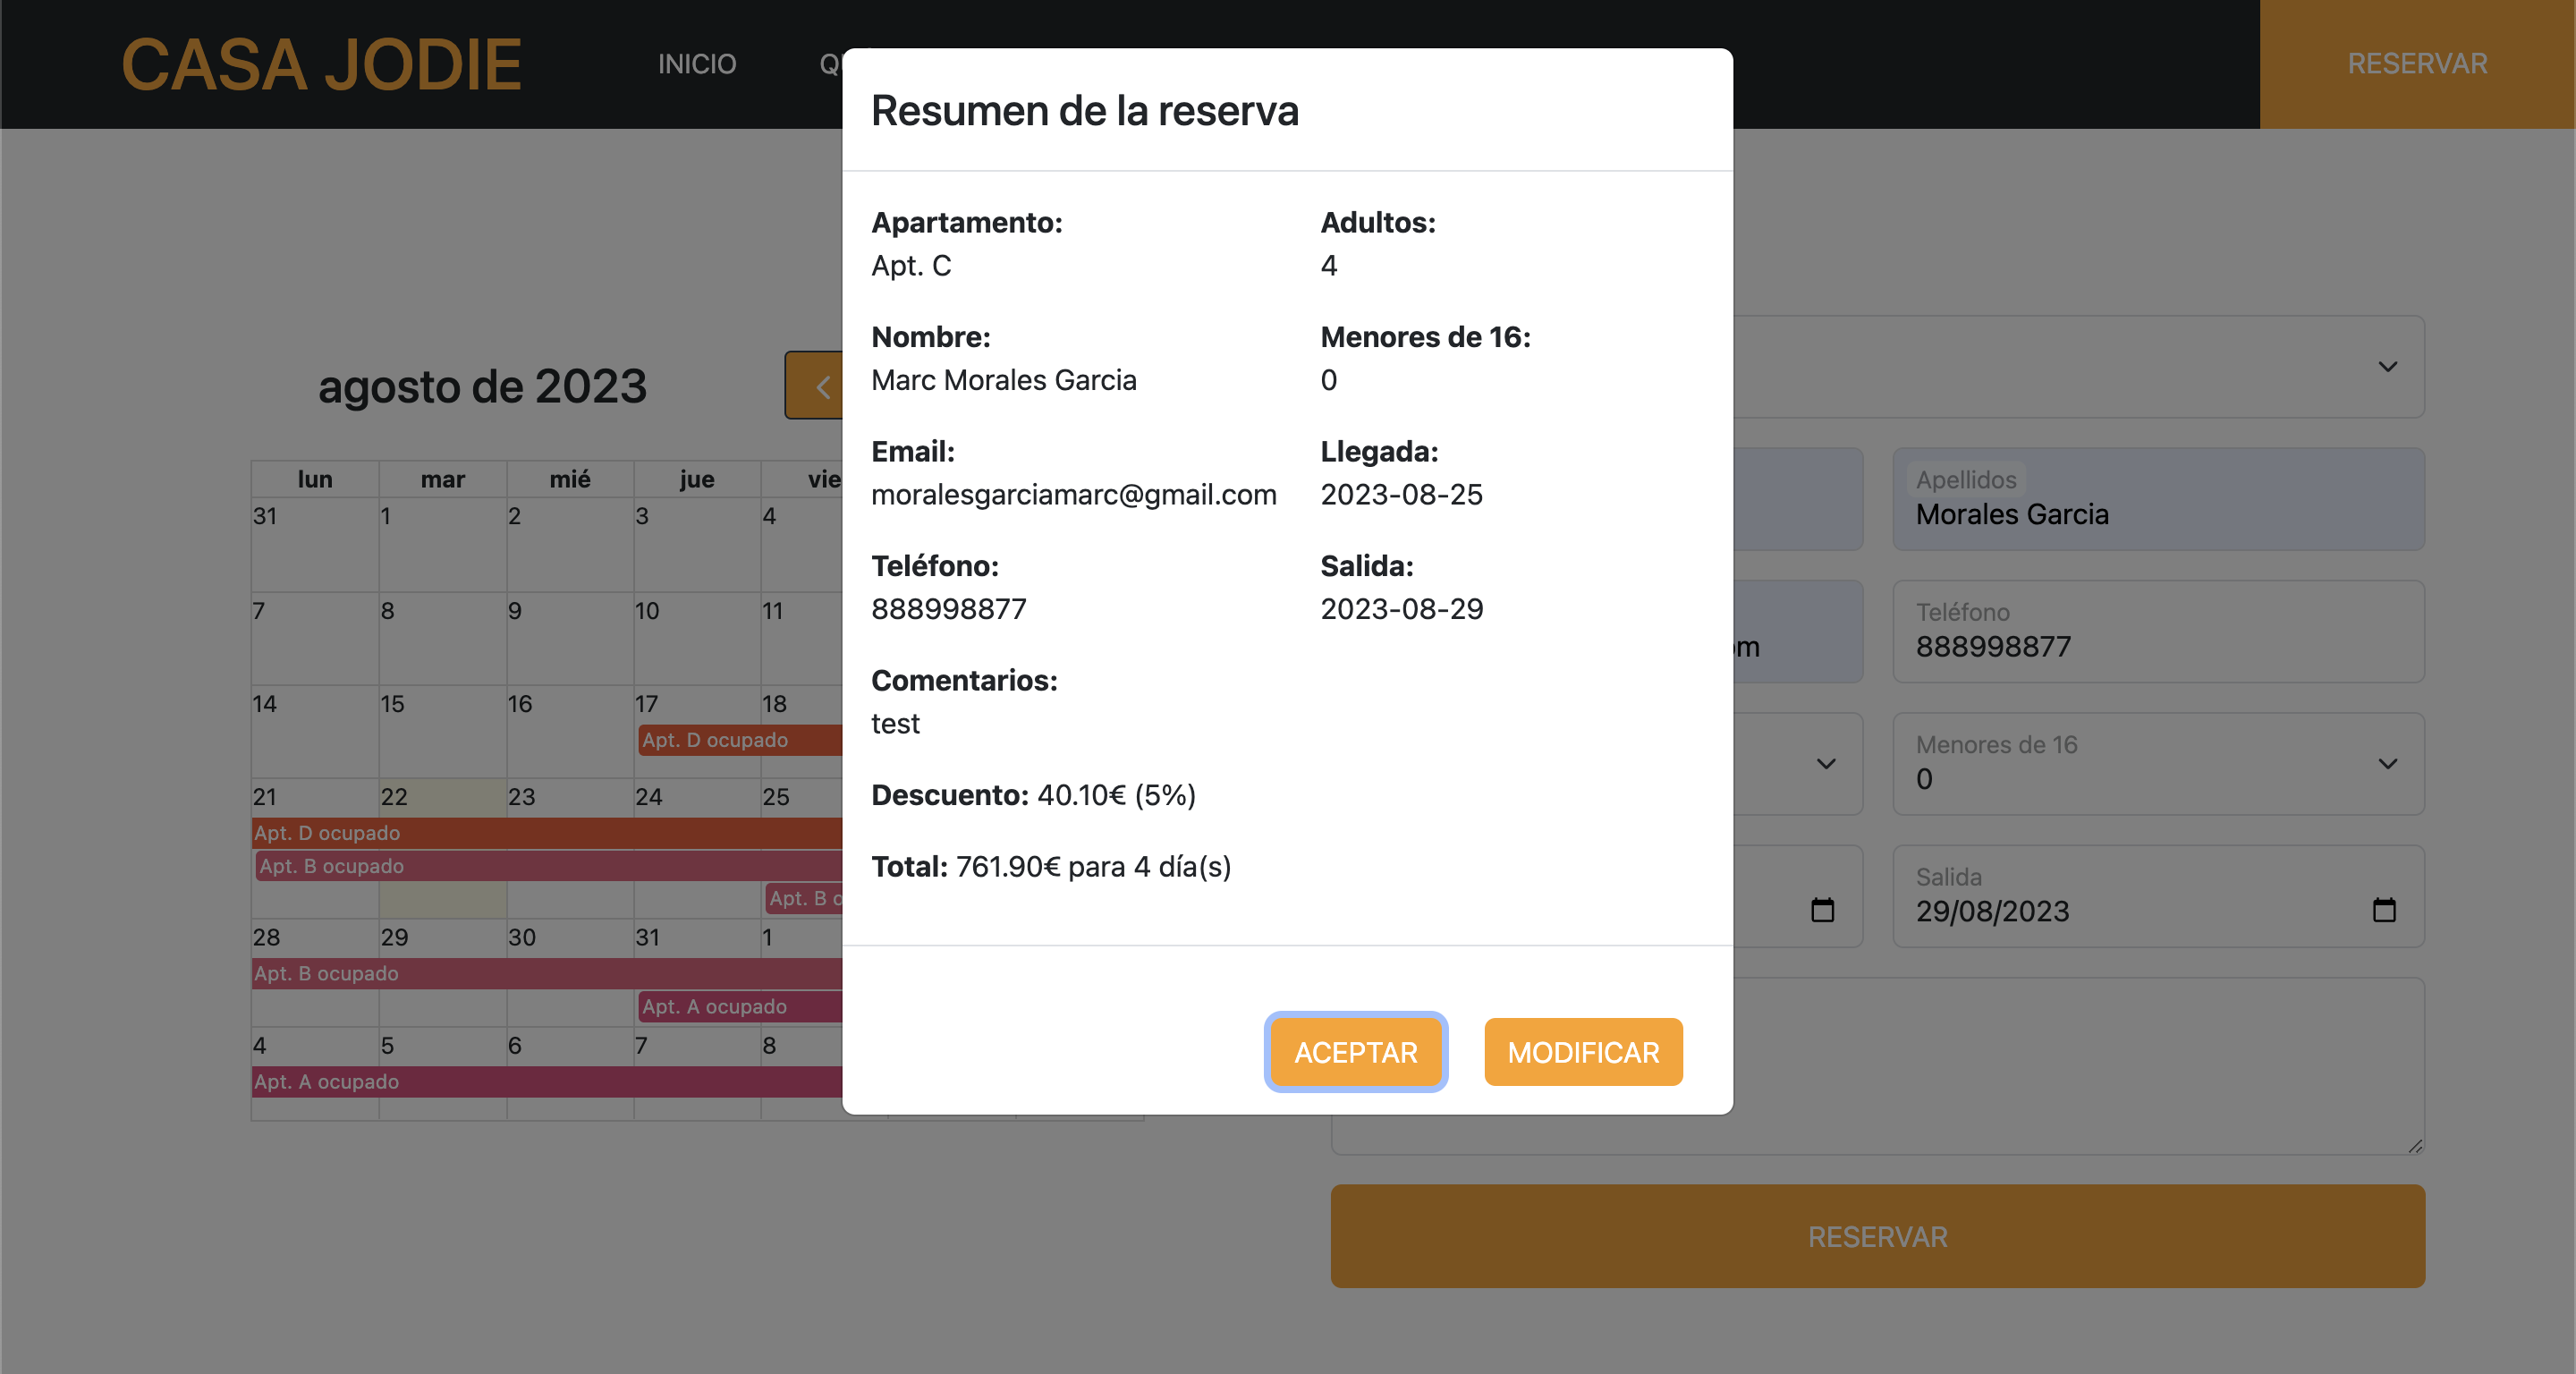 CASA JODIE
INICIO
RESERVAR
Resumen de la reserva
Apartamento:
Apt. C
Adultos:
4
Nombre:
Marc Morales Garcia
Menores de 16:
0
Email:
moralesgarciamarc@gmail.com
Llegada:
2023-08-25
Teléfono:
888998877
Salida:
2023-08-29
Comentarios:
test
Descuento: 40.10€ (5%)
Total: 761.90€ para 4 día(s)
ACEPTAR
MODIFICAR
agosto de 2023
lun mar mié jue vie
31 1 2 3 4
7 8 9 10 11
14 15 16 17 18
Apt. D ocupado
21 22 23 24 25
Apt. D ocupado
Apt. B ocupado
Apt. B
28 29 30 31 1
Apt. B ocupado
Apt. A ocupado
4 5 6 7 8
Apt. A ocupado
Apellidos
Morales Garcia
Teléfono
888998877
Menores de 16
0
Salida
29/08/2023
RESERVAR